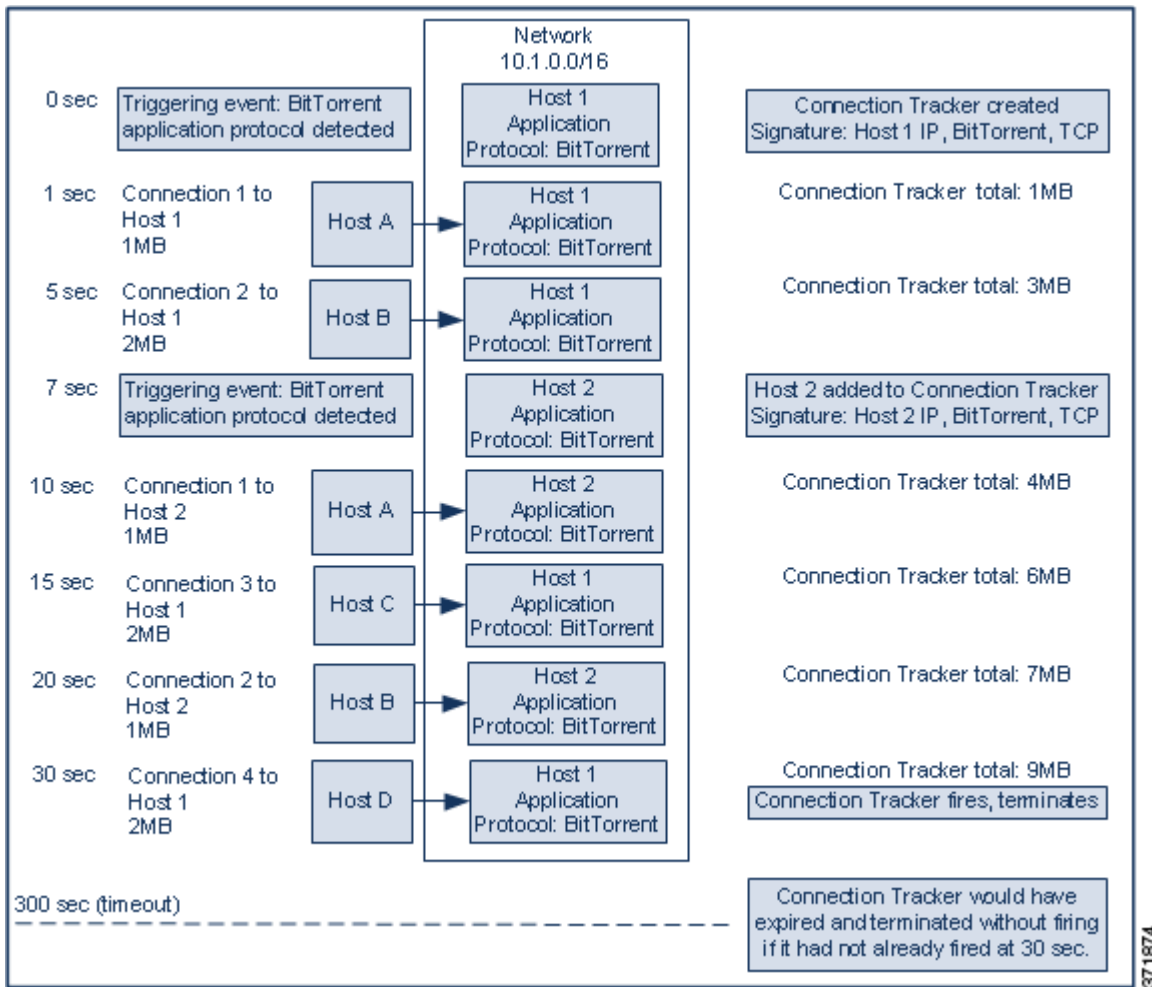 Network
10.1.0.0/16
0 sec
Triggering event: BitTorrent
application protocol detected
Host 1
Application
Protocol: BitTorrent
Connection Tracker created
Signature: Host 1 IP, BitTorrent, TCP
1 sec
Connection 1 to
Host 1
1MB
Host A
Host 1
Application
Protocol: BitTorrent
Connection Tracker total: 1MB
5 sec
Connection 2 to
Host 1
2MB
Host B
Host 1
Application
Protocol: BitTorrent
Connection Tracker total: 3MB
7 sec
Triggering event: BitTorrent
application protocol detected
Host 2
Application
Protocol: BitTorrent
Host 2 added to Connection Tracker
Signature: Host 2 IP, BitTorrent, TCP
10 sec
Connection 1 to
Host 2
1MB
Host A
Host 2
Application
Protocol: BitTorrent
Connection Tracker total: 4MB
15 sec
Connection 3 to
Host 1
2MB
Host C
Host 1
Application
Protocol: BitTorrent
Connection Tracker total: 6MB
20 sec
Connection 2 to
Host 2
1MB
Host B
Host 2
Application
Protocol: BitTorrent
Connection Tracker total: 7MB
30 sec
Connection 4 to
Host 1
2MB
Host D
Host 1
Application
Protocol: BitTorrent
Connection Tracker total: 9MB
Connection Tracker fires, terminates
300 sec (timeout)
Connection Tracker would have
expired and terminated without firing
if it had not already fired at 30 sec.
371874